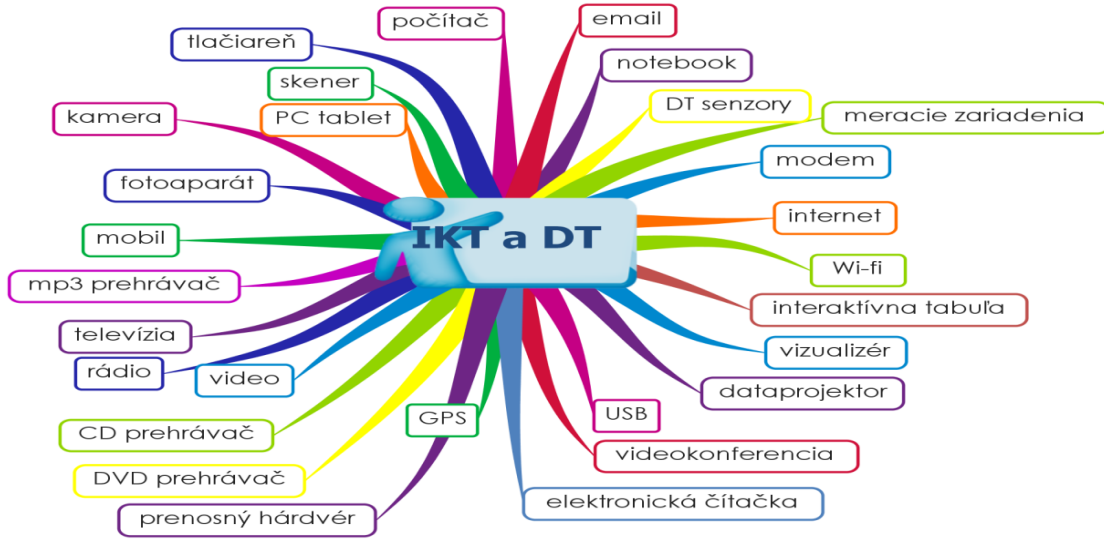 počítač
email
tlačiareň
notebook
skener
DT senzory
kamera
PC tablet
meracie zariadenia
modem
fotoaparát
internet
mobil
IKT a DT
Wi-fi
mp3 prehrávač
interaktívna tabuľa
televízia
vizualizér
rádio
video
dataprojektor
GPS
USB
CD prehrávač
videokonferencia
DVD prehrávač
elektronická čítačka
prenosný hárdvér